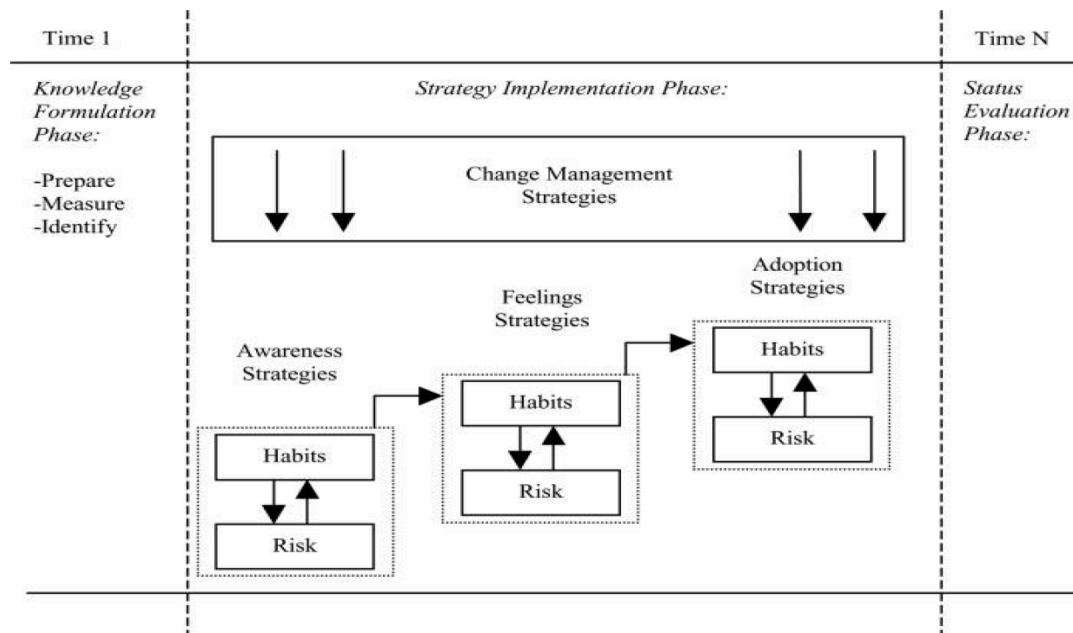 Time 1
Time N
Knowledge
Formulation
Phase:
-Prepare
-Measure
-Identify
Strategy Implementation Phase:
Change Management
Strategies
Awareness
Strategies
Habits
Risk
Feelings
Strategies
Habits
Risk
Adoption
Strategies
Habits
Risk
Status
Evaluation
Phase: